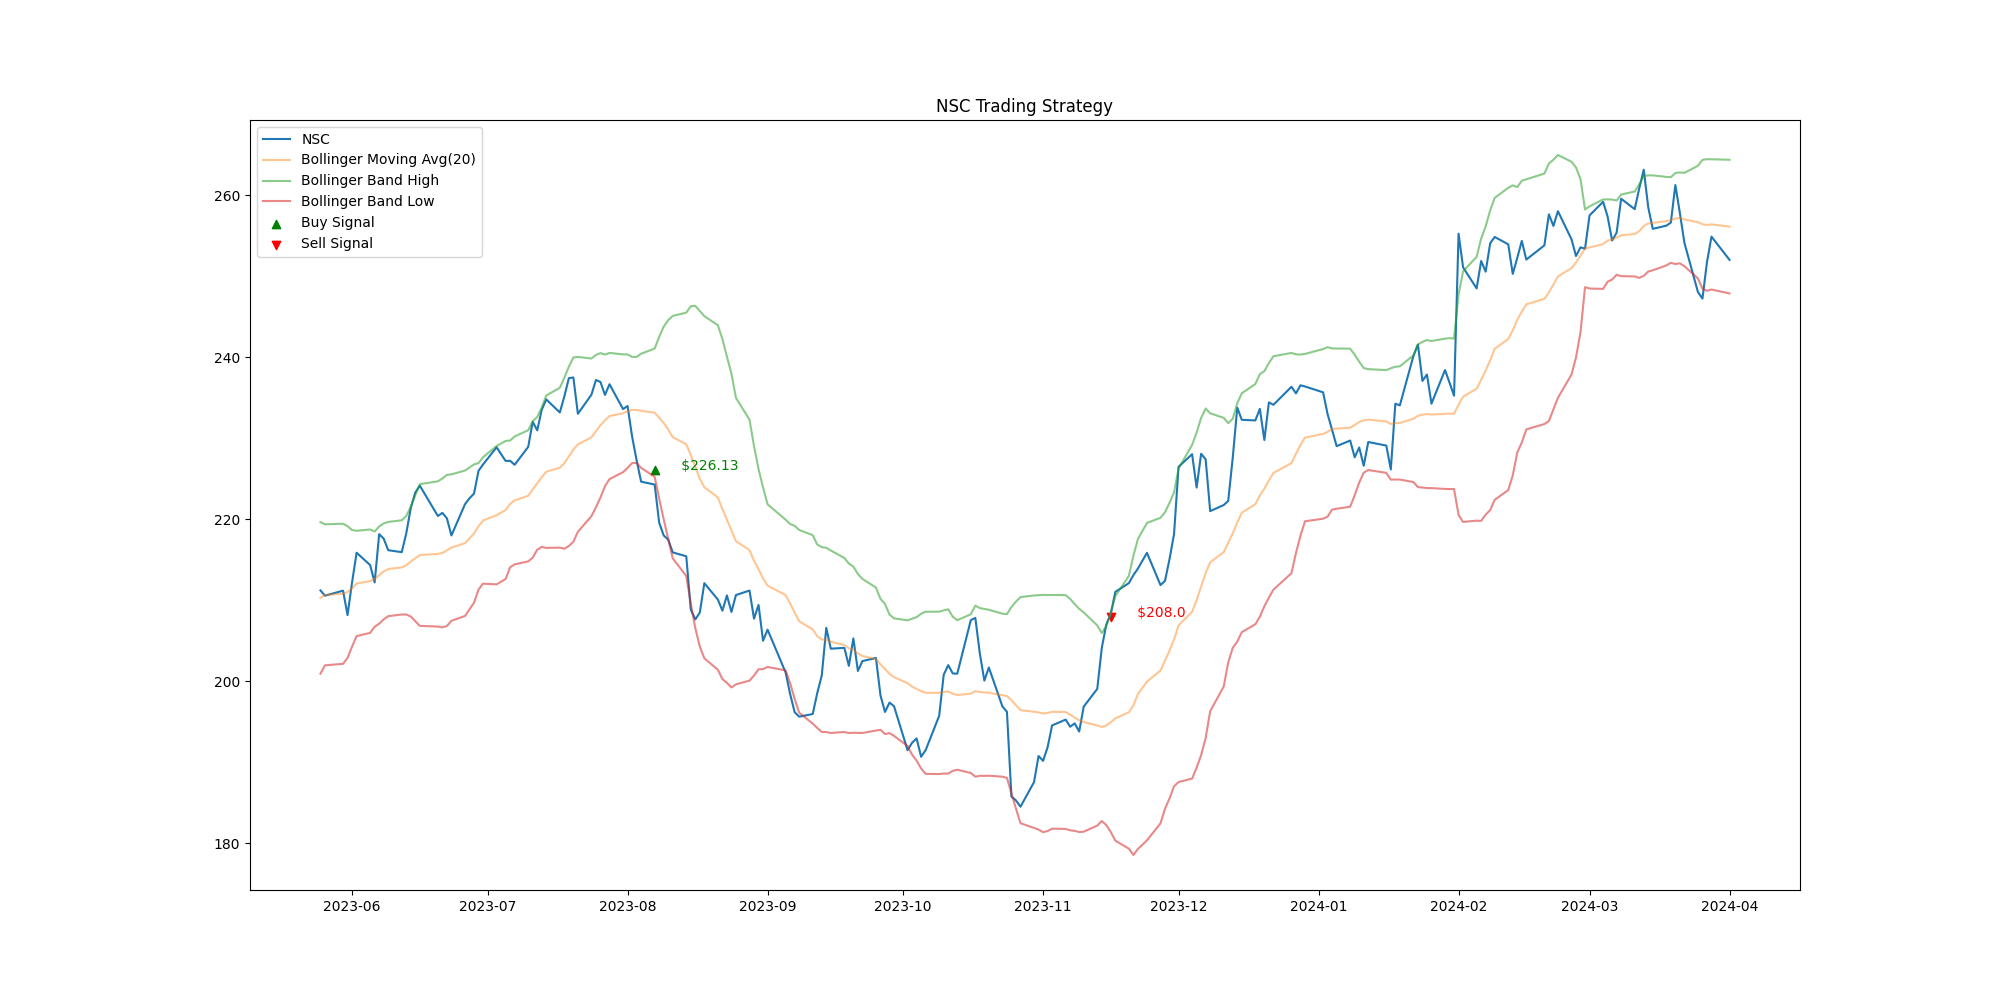 NSC Trading Strategy
NSC
Bollinger Moving Avg(20)
Bollinger Band High
Bollinger Band Low
Buy Signal
Sell Signal
260
240
220
200
180
$226.13
$208.0
2023-06 2023-07 2023-08 2023-09 2023-10 2023-11 2023-12 2024-01 2024-02 2024-03 2024-04